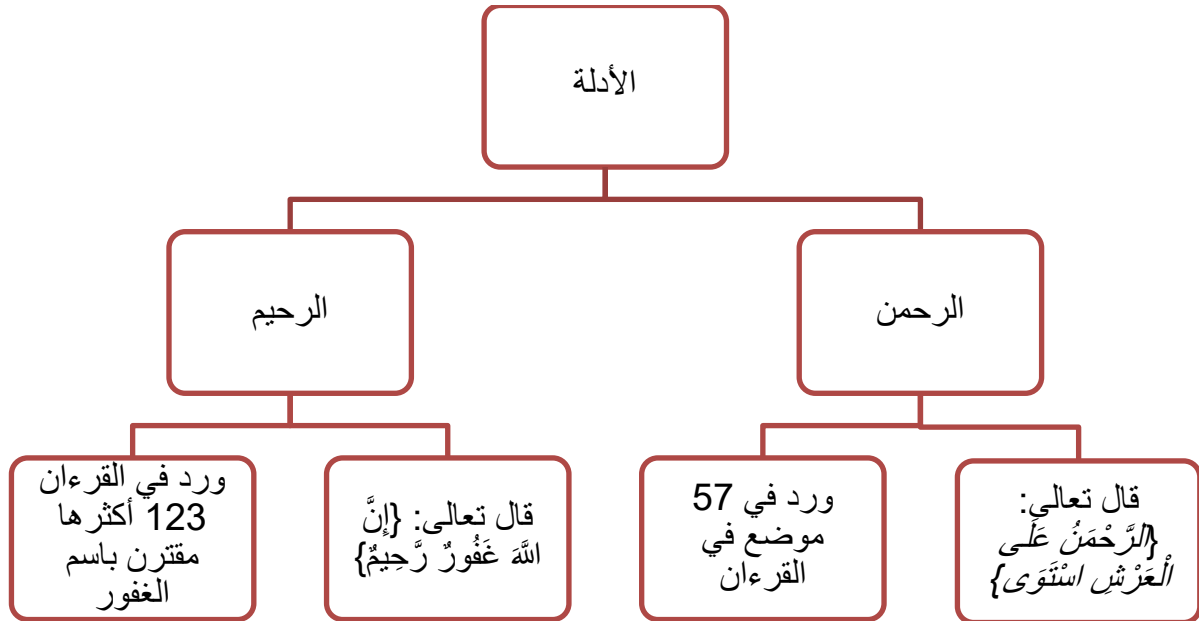 الأدلة
الرحمن
الرحيم
قال تعالى:
{الرَّحْمَنُ عَلَى
الْعَرْشِ اسْتَوَى}
ورد في 57
موضع في
القرءان
قال تعالى: {إِنَّ
اللَّهَ غَفُورٌ رَّحِيمٌ}
ورد في القرءان
123 أكثرها
مقترن باسم
الغفور